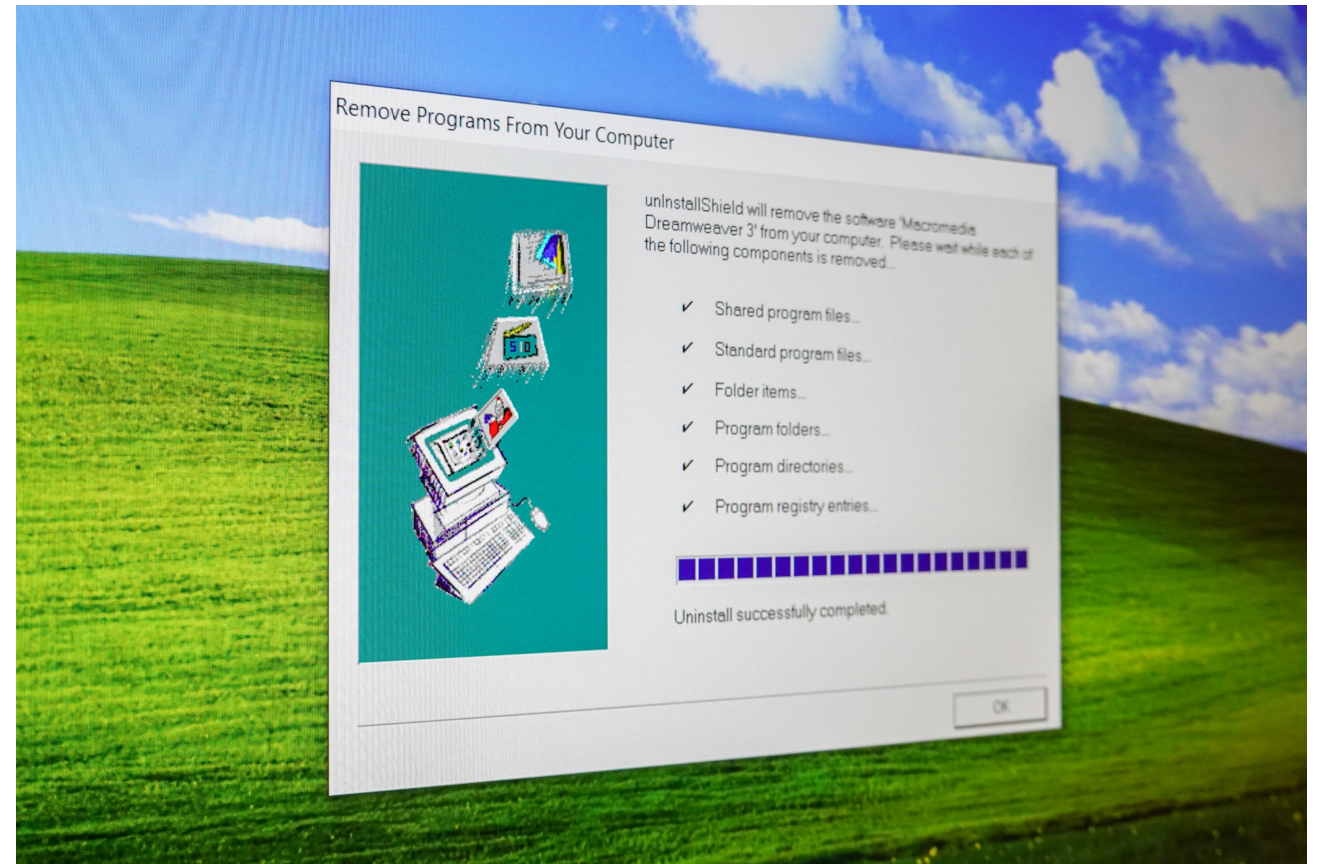 Remove Programs From Your Computer
unInstallShield will remove the software 'Macromedia
Dreamweaver 3' from your computer. Please wait while each of
the following components is removed...
✔ Shared program files...
✔ Standard program files...
✔ Folder items...
✔ Program folders...
✔ Program directories...
✔ Program registry entries...
Uninstall successfully completed.
OK